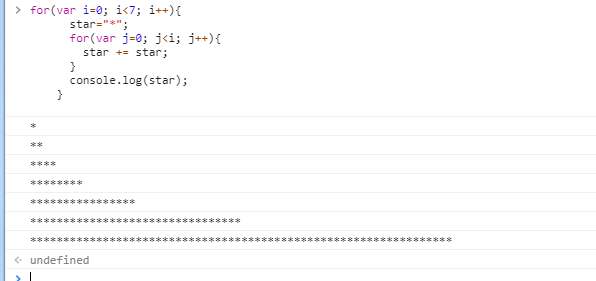 > for(var i=0; i<7; i++){
star="*";
for(var j=0; j<i; j++){
star += star;
}
console.log(star);
}
*
**
****
********
****************
********************************
****************************************************************
< undefined
>